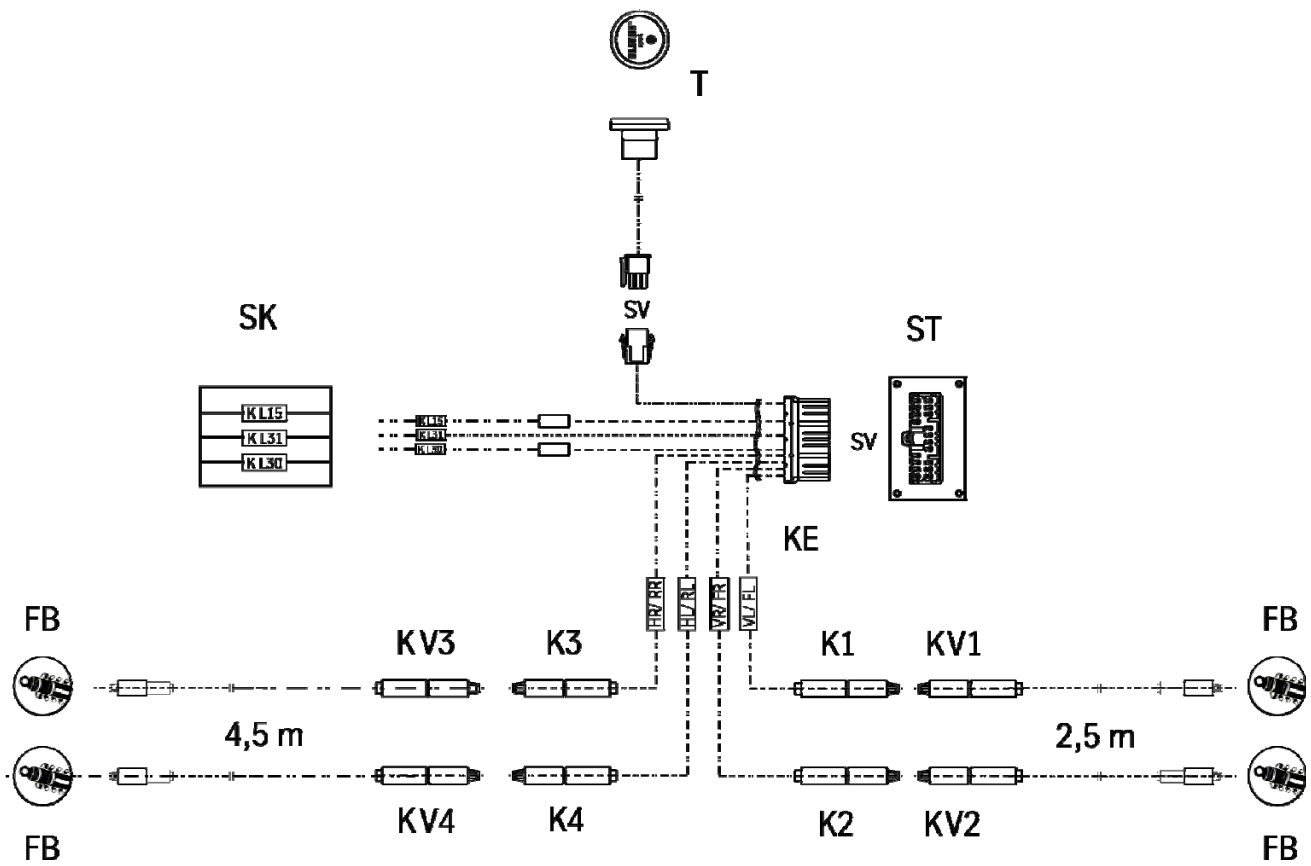 T
SV
SK
ST
KL15
KL31
KL30
KL15
KL31
KL30
SV
KE
HR/ RR
HL/ RL
VR/ FR
VL/ FL
FB
KV3
K3
K1
KV1
FB
4,5 m
2,5 m
KV4
K4
K2
KV2
FB
FB